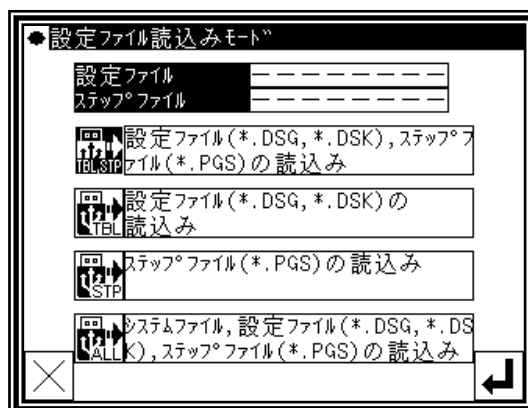 ●設定ﾌｧｲﾙ読込みﾓｰﾄﾞ
設定ﾌｧｲﾙ －－－－－－－－
ｽﾃｯﾌﾟﾌｧｲﾙ －－－－－－－－
TBLSTP
設定ﾌｧｲﾙ(*.DSG,*.DSK),ｽﾃｯﾌﾟﾌ
ｧｲﾙ(*.PGS)の読込み
TBL
設定ﾌｧｲﾙ(*.DSG,*.DSK)の
読込み
STP
ｽﾃｯﾌﾟﾌｧｲﾙ(*.PGS)の読込み
ALL
ｼｽﾃﾑﾌｧｲﾙ,設定ﾌｧｲﾙ(*.DSG,*.DS
K),ｽﾃｯﾌﾟﾌｧｲﾙ(*.PGS)の読込み